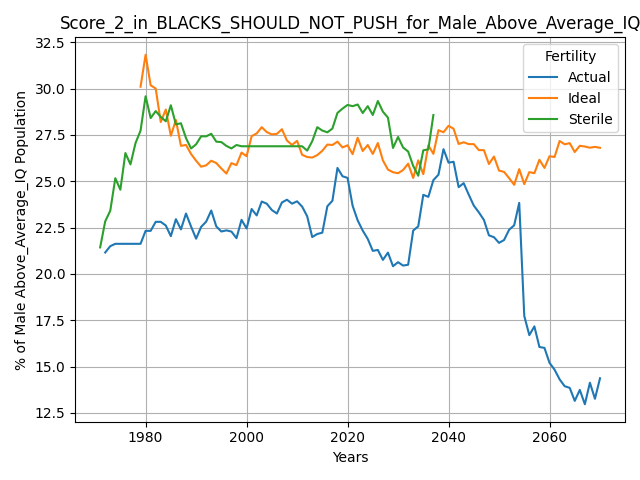 Score_2_in_BLACKS_SHOULD_NOT_PUSH_for_Male_Above_Average_IQ
% of Male Above_Average_IQ Population
32.5
30.0
27.5
25.0
22.5
20.0
17.5
15.0
12.5
Fertility
Actual
Ideal
Sterile
1980 2000 2020 2040 2060
Years